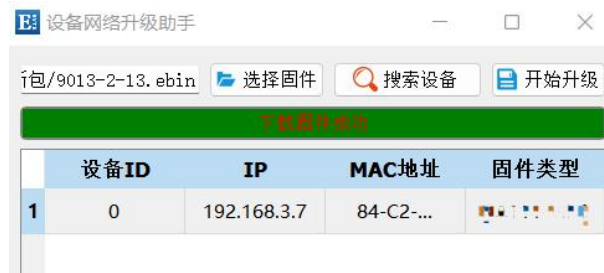 E 设备网络升级助手
包/9013-2-13.ebin 选择固件 搜索设备 开始升级
下载固件成功
设备ID IP MAC地址 固件类型
1 0 192.168.3.7 84-C2-...